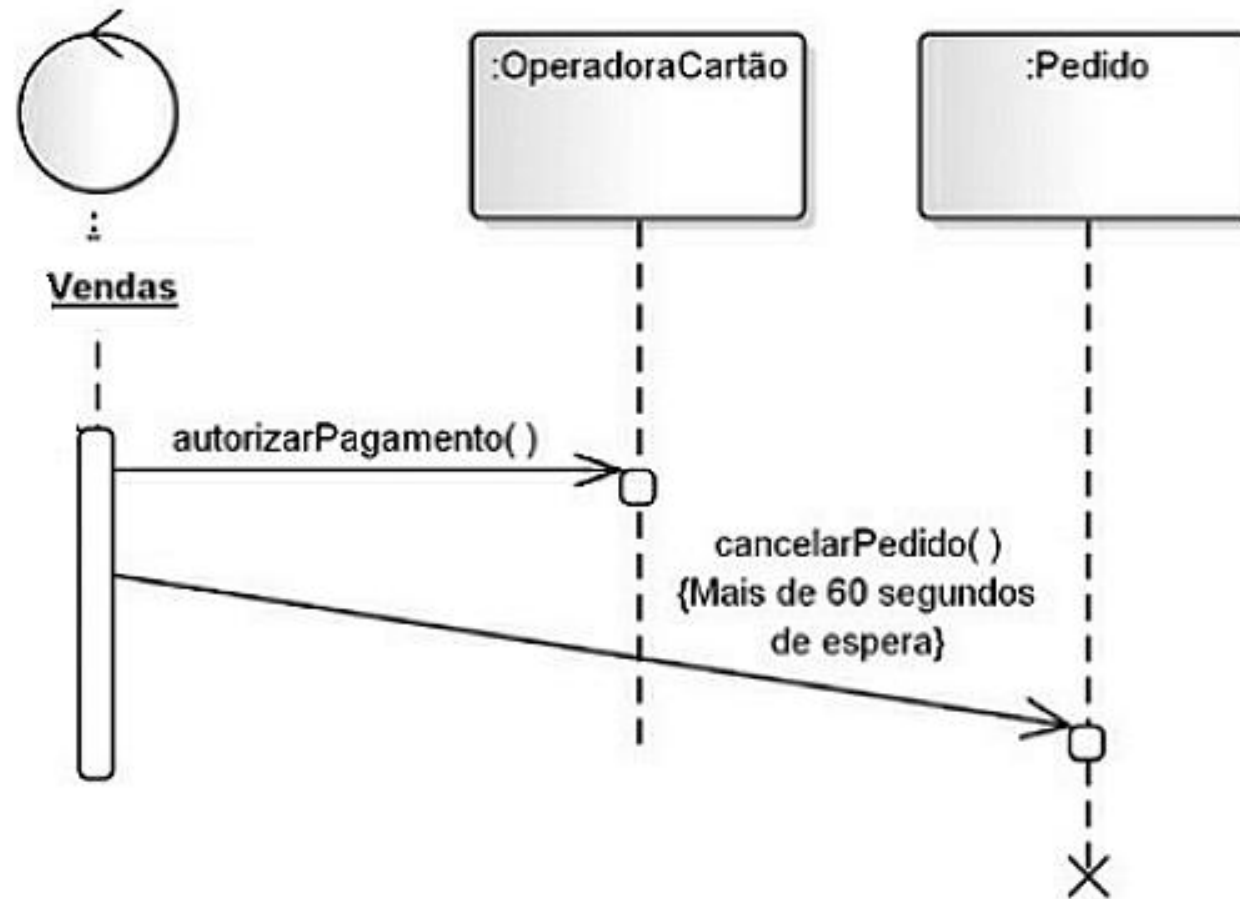 :OperadoraCartão
:Pedido
:
Vendas
autorizarPagamento( )
cancelarPedido( )
{Mais de 60 segundos
de espera}